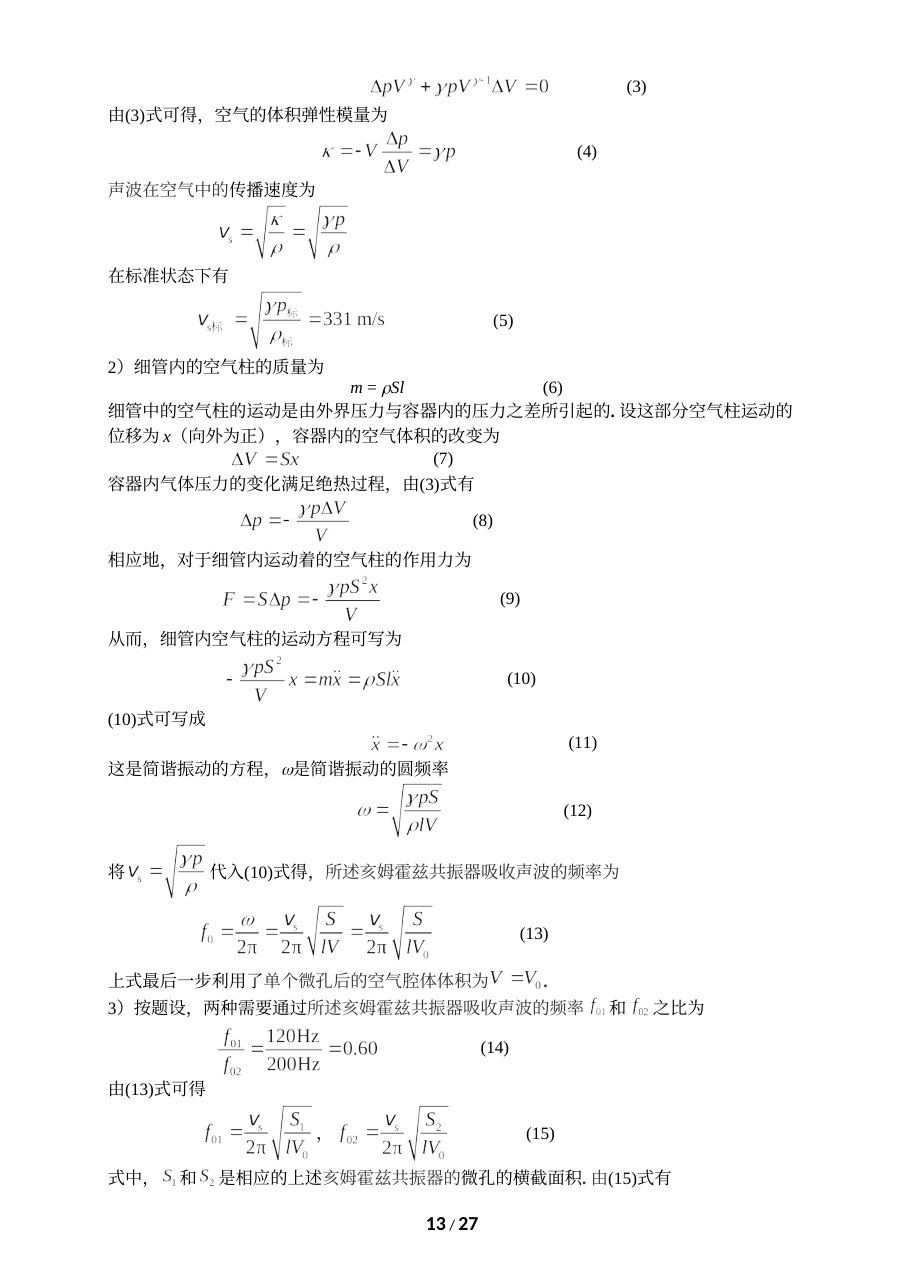 ΔpV^γ + γpV^{γ-1}ΔV = 0 (3)
由(3)式可得，空气的体积弹性模量为
κ = -V Δp/ΔV = γp (4)
声波在空气中的传播速度为
v_s = √(κ/ρ) = √(γp/ρ)
在标准状态下有
v_{s标} = √(γp_标/ρ_标) = 331 m/s (5)
2）细管内的空气柱的质量为
m = ρSl (6)
细管中的空气柱的运动是由外界压力与容器内的压力之差所引起的. 设这部分空气柱运动的
位移为 x（向外为正）, 容器内的空气体积的改变为
ΔV = Sx (7)
容器内气体压力的变化满足绝热过程，由(3)式有
Δp = - γpΔV/V (8)
相应地，对于细管内运动着的空气柱的作用力为
F = SΔp = - γpS²x/V (9)
从而，细管内空气柱的运动方程可写为
- γpS²/V x = mẍ = ρSlẍ (10)
(10)式可写成
ẍ = -ω²x (11)
这是简谐振动的方程，ω是简谐振动的圆频率
ω = √(γpS/ρlV) (12)
将 v_s = √(γp/ρ) 代入(10)式得，所述亥姆霍兹共振器吸收声波的频率为
f_0 = ω/2π = v_s/2π √(S/lV) = v_s/2π √(S/lV_0) (13)
上式最后一步利用了单个微孔后的空气腔体体积为V = V_0.
3）按题设，两种需要通过所述亥姆霍兹共振器吸收声波的频率 f_01 和 f_02 之比为
f_01/f_02 = 120Hz/200Hz = 0.60 (14)
由(13)式可得
f_01 = v_s/2π √(S_1/lV_0) ， f_02 = v_s/2π √(S_2/lV_0) (15)
式中， S_1 和 S_2 是相应的上述亥姆霍兹共振器的微孔的横截面积. 由(15)式有
13 / 27